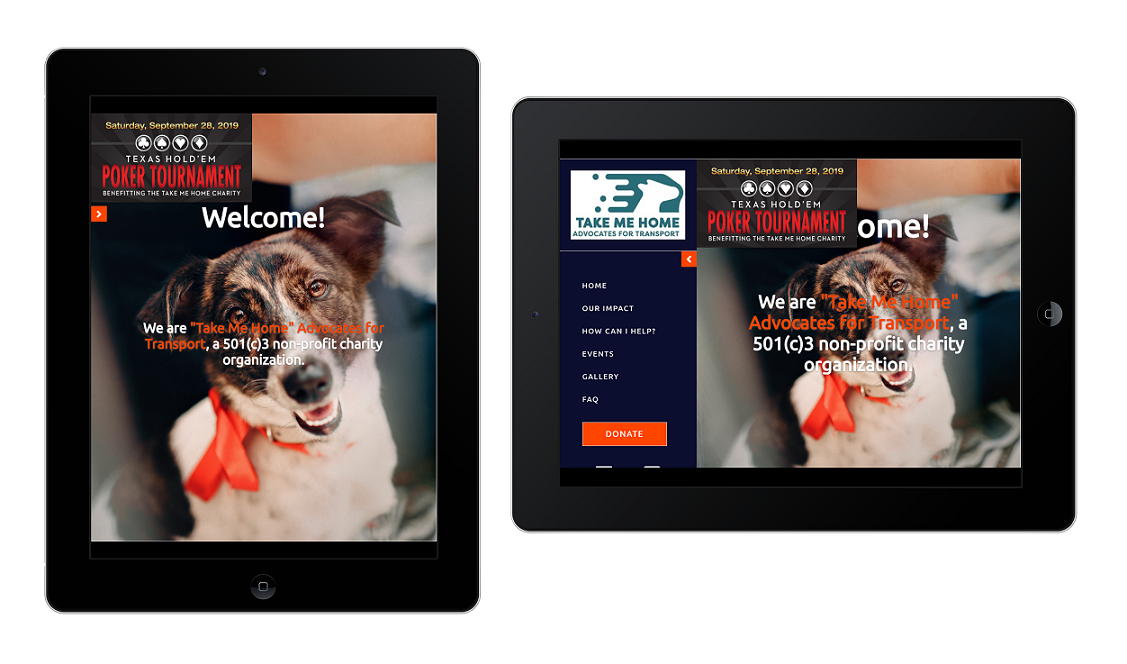 Saturday, September 28, 2019
TEXAS HOLD'EM
POKER TOURNAMENT
BENEFITTING THE TAKE ME HOME CHARITY
Welcome!
We are "Take Me Home" Advocates for
Transport, a 501(c)3 non-profit charity
organization.
TAKE ME HOME
ADVOCATES FOR TRANSPORT
HOME
OUR IMPACT
HOW CAN I HELP?
EVENTS
GALLERY
FAQ
DONATE
Saturday, September 28, 2019
TEXAS HOLD'EM
POKER TOURNAMENT
BENEFITTING THE TAKE ME HOME CHARITY
ome!
We are "Take Me Home"
Advocates for Transport, a
501(c)3 non-profit charity
organization.